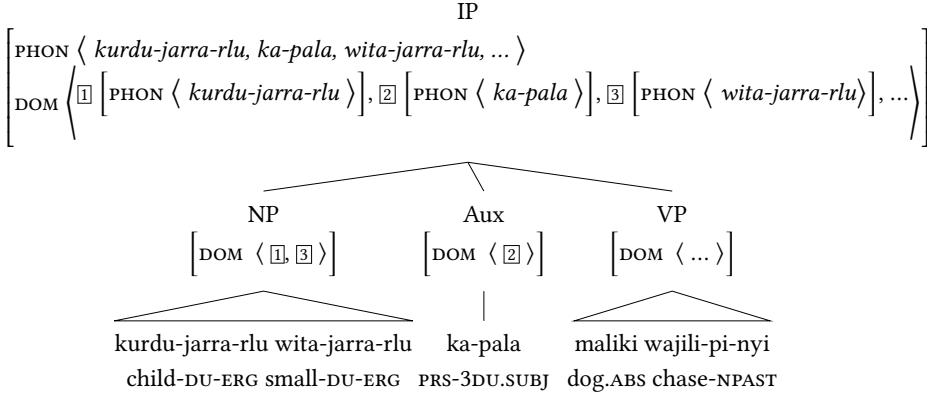 IP
PHON ⟨ kurdu-jarra-rlu, ka-pala, wita-jarra-rlu, … ⟩
DOM ⟨ 1 [PHON ⟨ kurdu-jarra-rlu ⟩], 2 [PHON ⟨ ka-pala ⟩], 3 [PHON ⟨ wita-jarra-rlu⟩], …⟩
NP Aux VP
[DOM ⟨ 1, 3 ⟩] [DOM ⟨ 2 ⟩] [DOM ⟨ … ⟩]
kurdu-jarra-rlu wita-jarra-rlu ka-pala maliki wajili-pi-nyi
child-DU-ERG small-DU-ERG PRS-3DU.SUBJ dog.ABS chase-NPAST